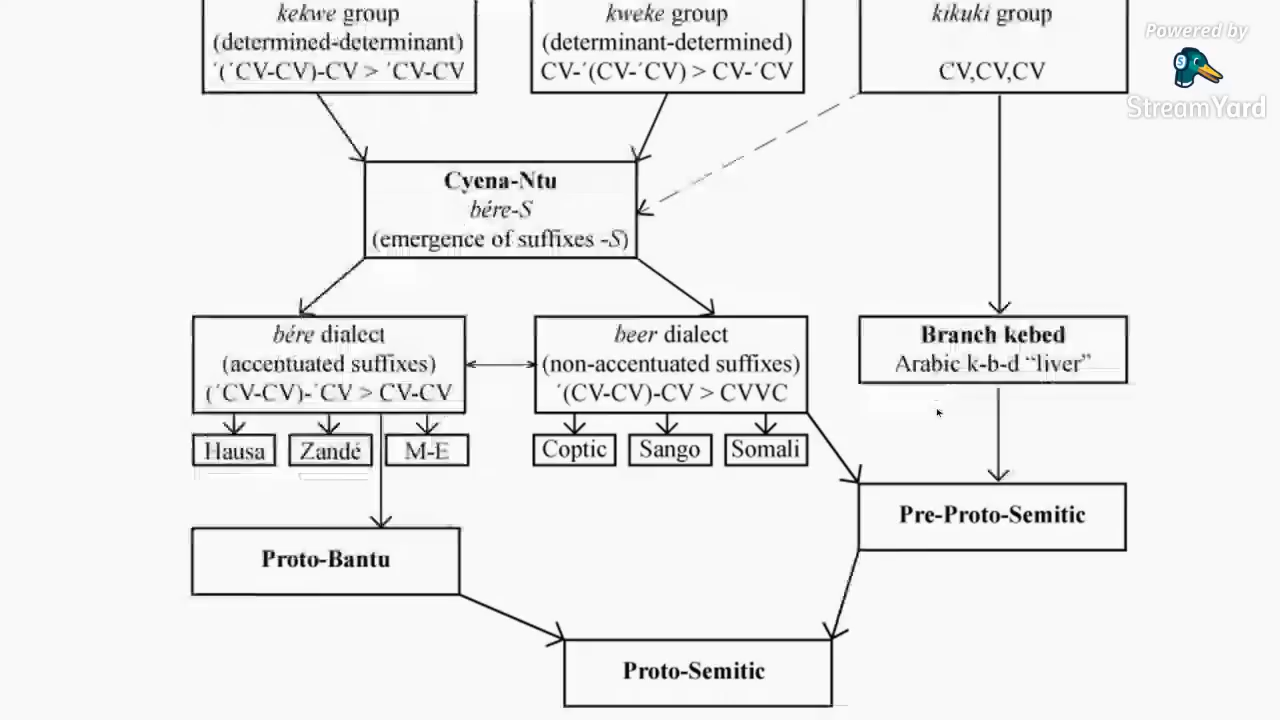 kekwe group
(determined-determinant)
´(´CV-CV)-CV > ´CV-CV
kweke group
(determinant-determined)
CV-´(CV-´CV) > CV-´CV
kikuki group
CV,CV,CV
Powered by
StreamYard
Cyena-Ntu
bére-S
(emergence of suffixes -S)
bére dialect
(accentuated suffixes)
(´CV-CV)-´CV > CV-CV
beer dialect
(non-accentuated suffixes)
´(CV-CV)-CV > CVVC
Branch kebed
Arabic k-b-d “liver”
Hausa
Zandé
M-E
Coptic
Sango
Somali
Pre-Proto-Semitic
Proto-Bantu
Proto-Semitic